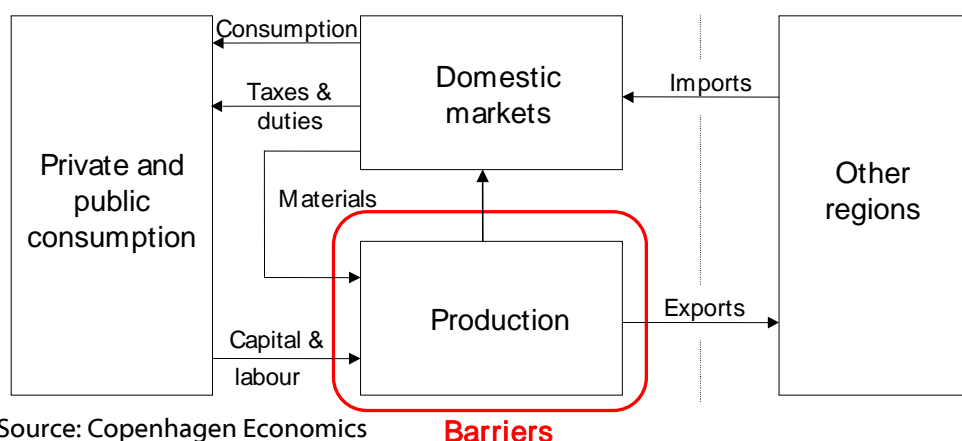 Consumption
Taxes &
duties
Private and
public
consumption
Materials
Capital &
labour
Domestic
markets
Production
Imports
Exports
Other
regions
Source: Copenhagen Economics
Barriers